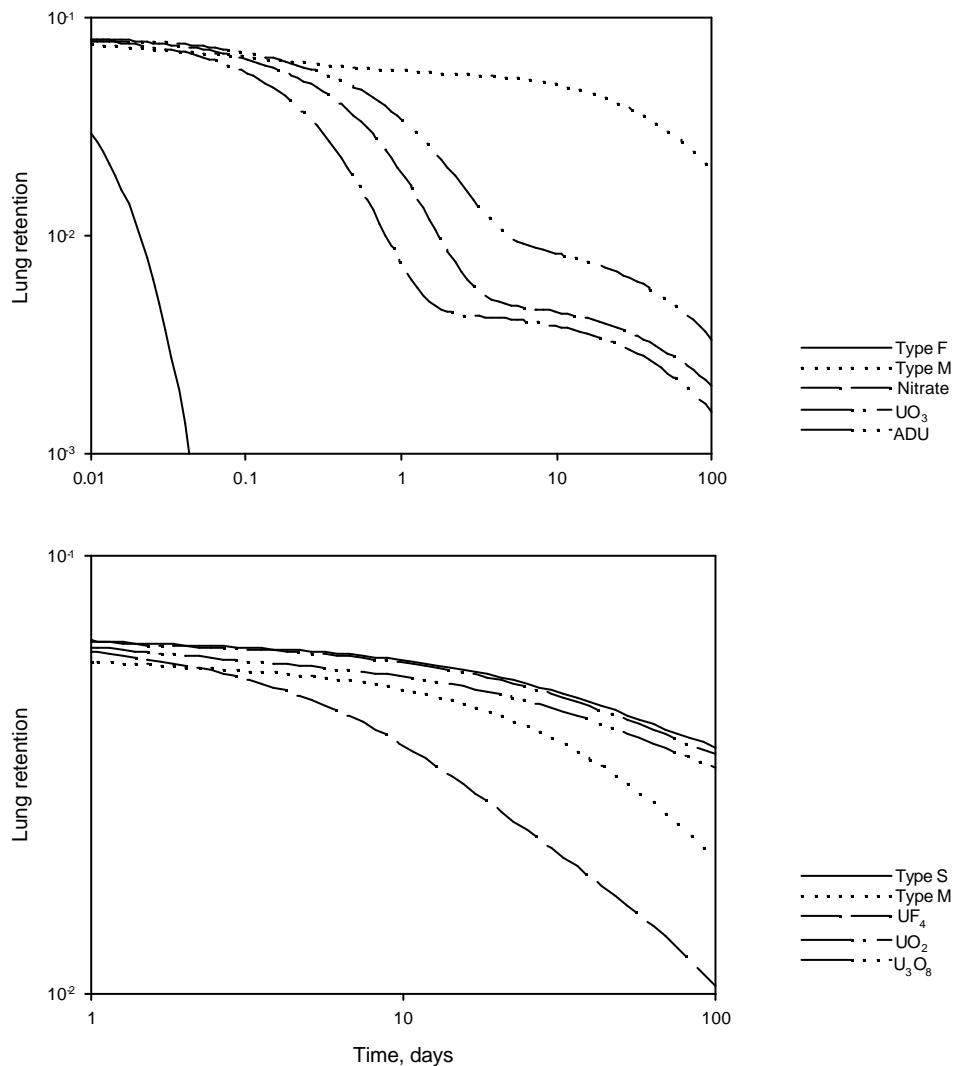 10-1
10-2
10-3
Lung retention
0.01 0.1 1 10 100
Type F
Type M
Nitrate
UO3
ADU
10-1
10-2
Lung retention
1 10 100
Time, days
Type S
Type M
UF4
UO2
U3O8